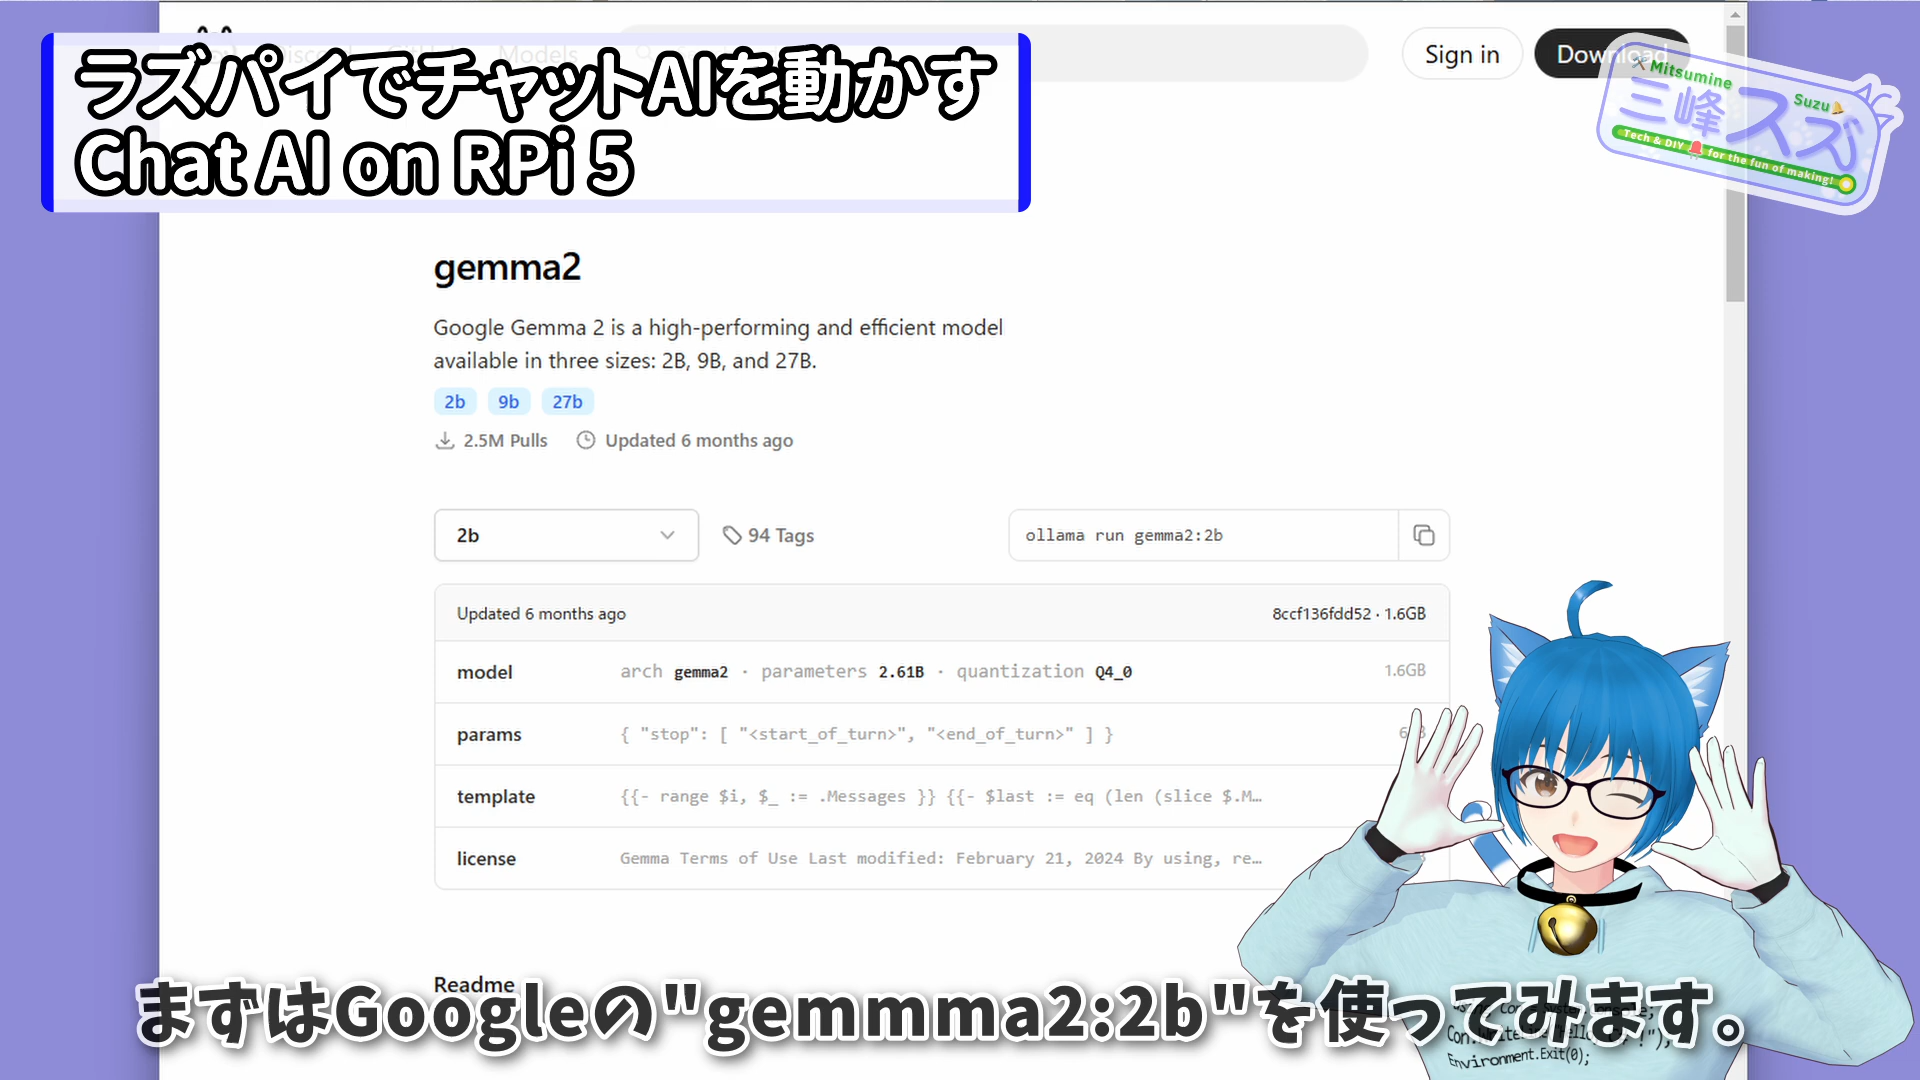 ラズパイでチャットAIを動かす
Chat AI on RPi 5
Models
Sign in
Download
Mitsumine
Suzu
三峰スズ
Tech & DIY for the fun of making!
gemma2
Google Gemma 2 is a high-performing and efficient model
available in three sizes: 2B, 9B, and 27B.
2b 9b 27b
2.5M Pulls Updated 6 months ago
2b
94 Tags
ollama run gemma2:2b
Updated 6 months ago
8ccf136fdd52 · 1.6GB
model arch gemma2 · parameters 2.61B · quantization Q4_0 1.6GB
params { "stop": [ "<start_of_turn>", "<end_of_turn>" ] }
template {{- range $i, $_ := .Messages }} {{- $last := eq (len (slice $.M…
license Gemma Terms of Use Last modified: February 21, 2024 By using, re…
Readme
まずはGoogleの"gemmma2:2b"を使ってみます。
Environment.Exit(0);